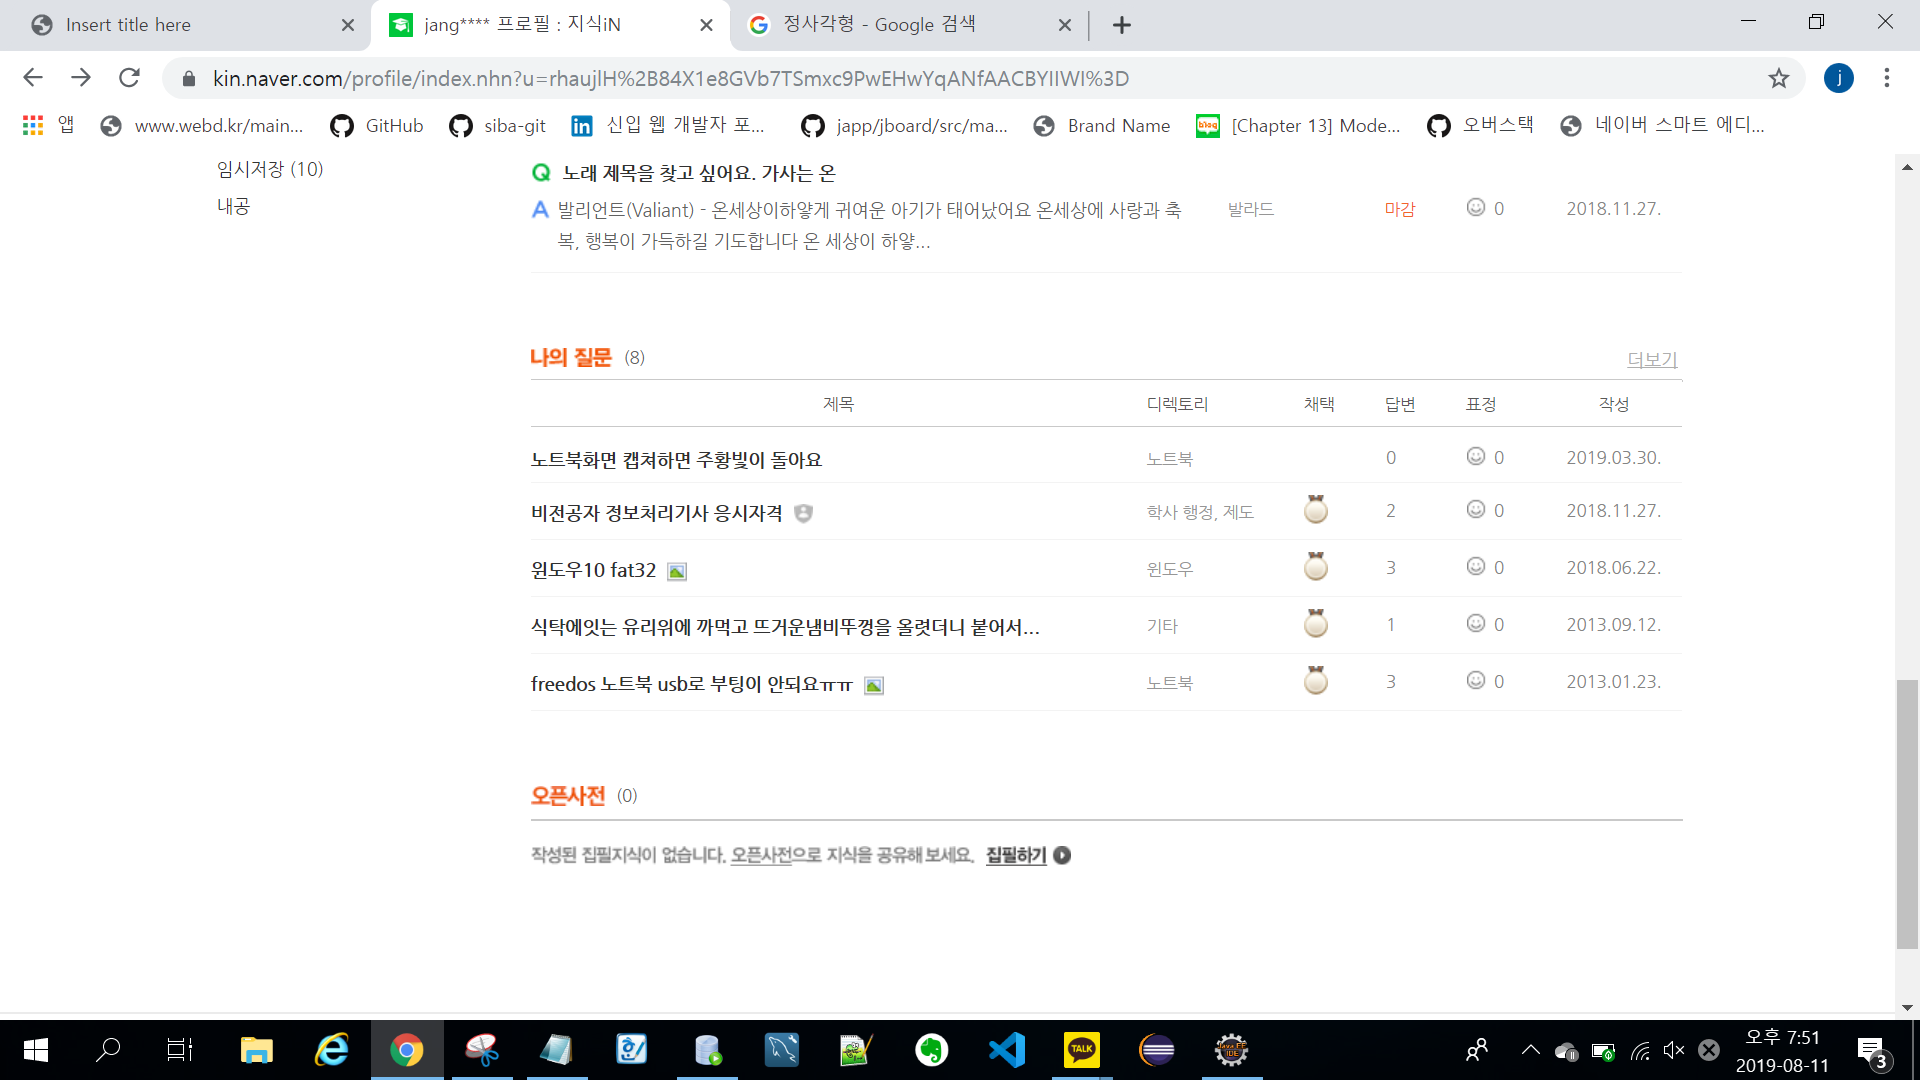 Insert title here
jang**** 프로필 : 지식iN
정사각형 - Google 검색
kin.naver.com/profile/index.nhn?u=rhaujlH%2B84X1e8GVb7TSmxc9PwEHwYqANfAACBYIIWI%3D
j
앱
www.webd.kr/main...
GitHub
siba-git
신입 웹 개발자 포...
japp/jboard/src/ma...
Brand Name
[Chapter 13] Mode...
오버스택
네이버 스마트 에디...
임시저장 (10)
내공
Q 노래 제목을 찾고 싶어요. 가사는 온
A 발리언트(Valiant) - 온세상이하얗게 귀여운 아기가 태어났어요 온세상에 사랑과 축 발라드 마감 0 2018.11.27.
복, 행복이 가득하길 기도합니다 온 세상이 하얗...
나의 질문 (8) 더보기
제목 디렉토리 채택 답변 표정 작성
노트북화면 캡쳐하면 주황빛이 돌아요 노트북 0 0 2019.03.30.
비전공자 정보처리기사 응시자격 학사 행정, 제도 2 0 2018.11.27.
윈도우10 fat32 윈도우 3 0 2018.06.22.
식탁에잇는 유리위에 까먹고 뜨거운냄비뚜껑을 올렷더니 붙어서... 기타 1 0 2013.09.12.
freedos 노트북 usb로 부팅이 안되요ㅠㅠ 노트북 3 0 2013.01.23.
오픈사전 (0)
작성된 집필지식이 없습니다. 오픈사전으로 지식을 공유해 보세요. 집필하기
TALK
Java EE
IDE
오후 7:51
2019-08-11
3